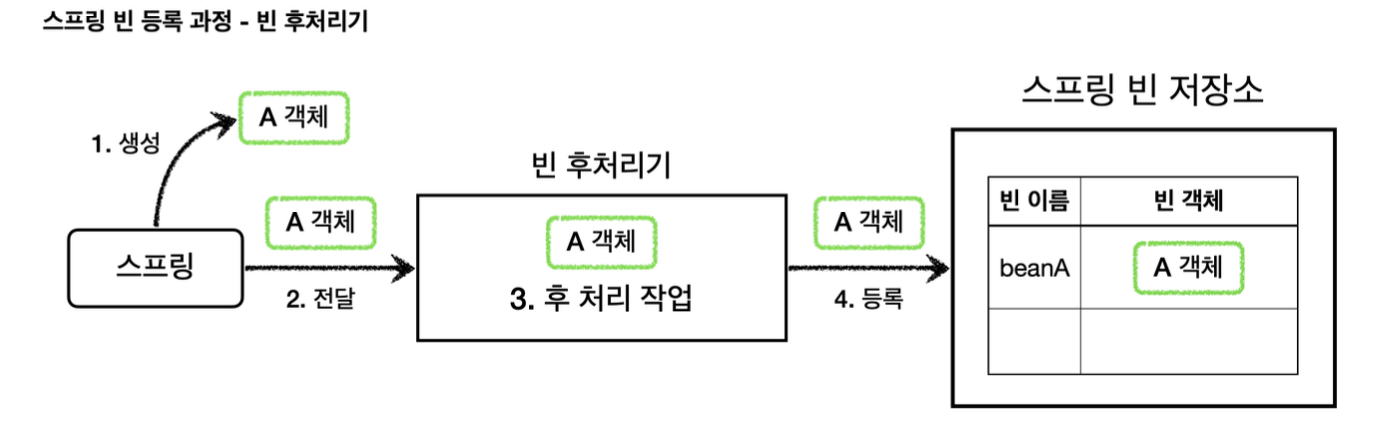 스프링 빈 등록 과정 - 빈 후처리기
스프링 빈 저장소
A 객체
1. 생성
빈 후처리기
빈 이름
빈 객체
A 객체
A 객체
A 객체
스프링
beanA
A 객체
2. 전달
3. 후 처리 작업
4. 등록